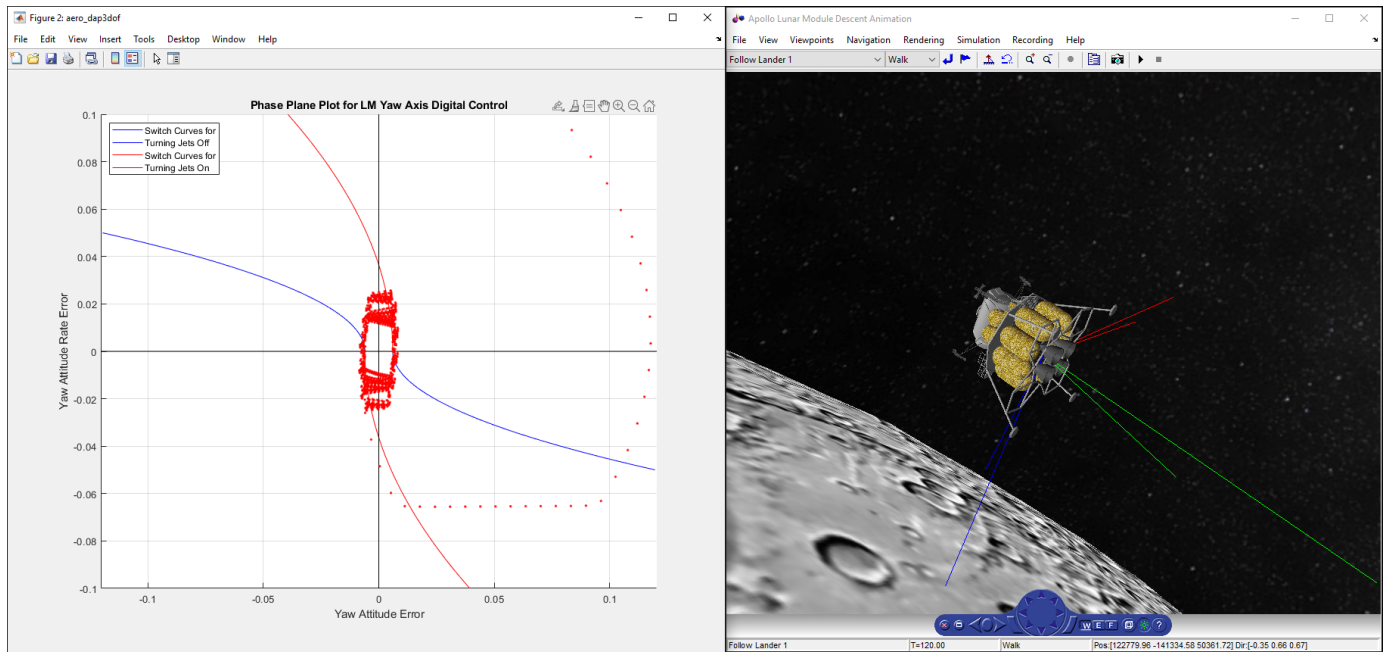 Figure 2: aero_dap3dof
File Edit View Insert Tools Desktop Window Help
Phase Plane Plot for LM Yaw Axis Digital Control
Switch Curves for
Turning Jets Off
Switch Curves for
Turning Jets On
Yaw Attitude Rate Error
0.1
0.08
0.06
0.04
0.02
0
-0.02
-0.04
-0.06
-0.08
-0.1
-0.1 -0.05 0 0.05 0.1
Yaw Attitude Error
Apollo Lunar Module Descent Animation
File View Viewpoints Navigation Rendering Simulation Recording Help
Follow Lander 1 Walk
W E F ?
Follow Lander 1 T=120.00 Walk Pos:[122779.96 -141334.58 50361.72] Dir:[-0.35 0.66 0.67]